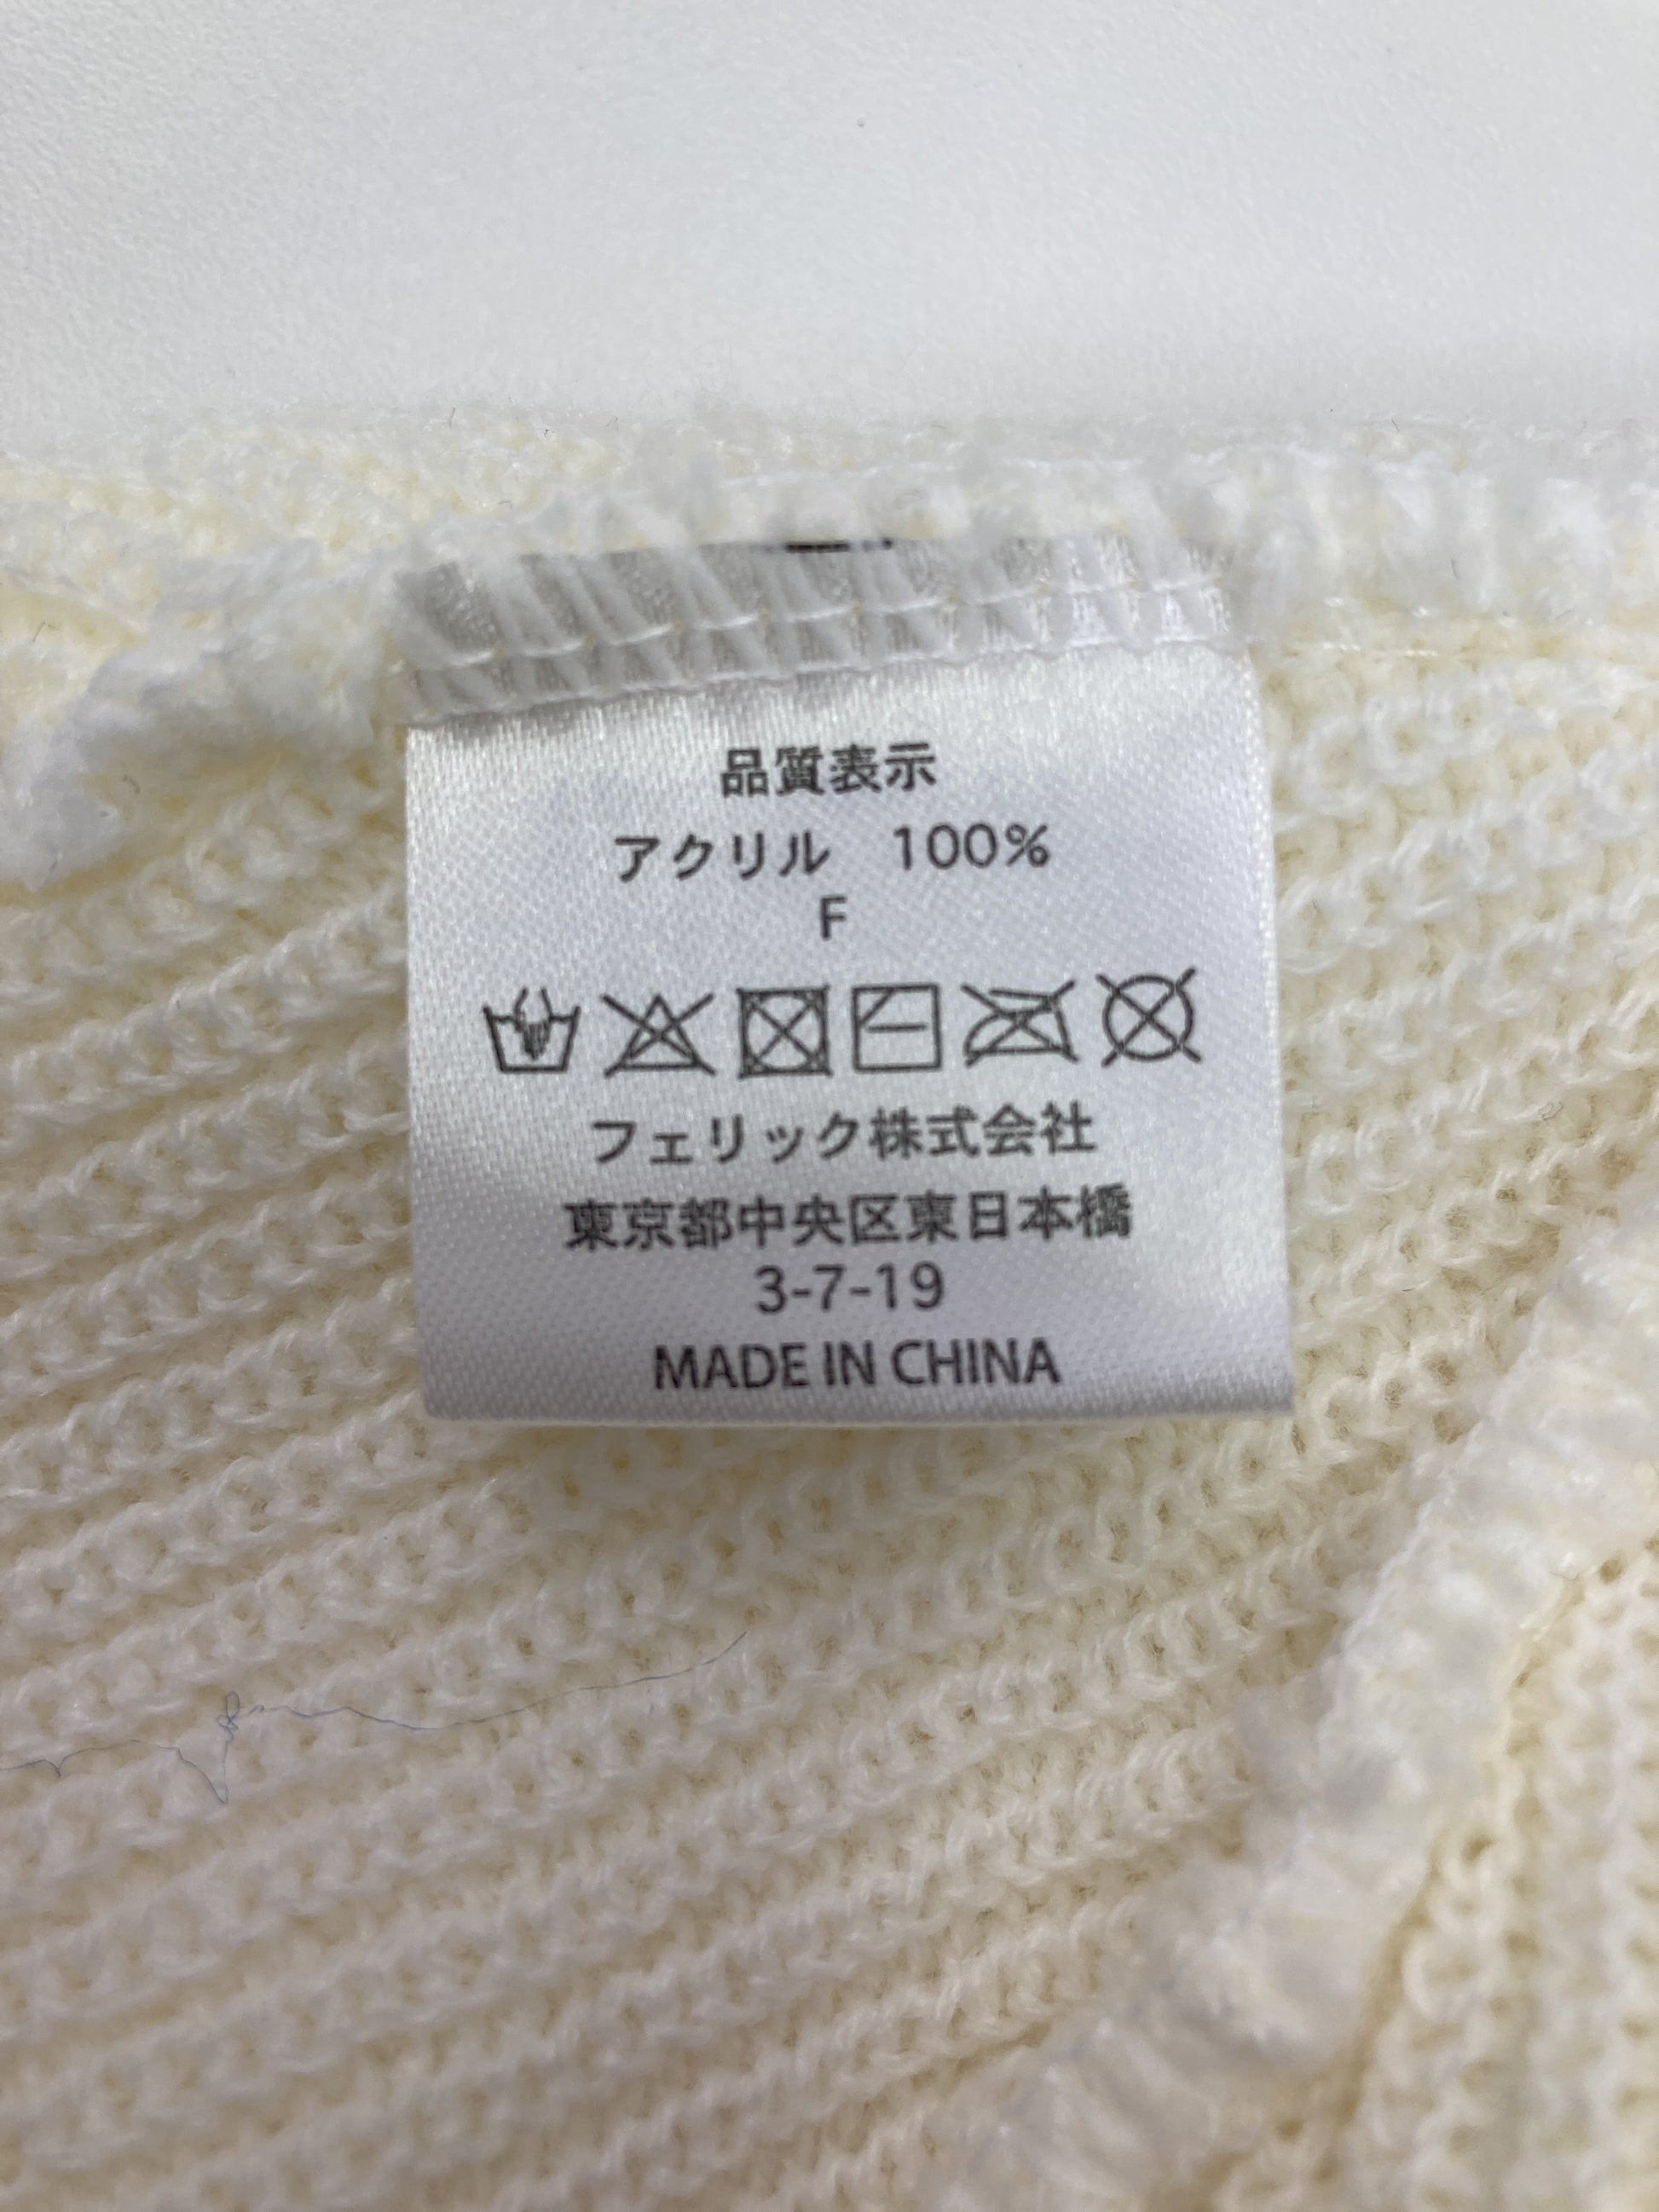 品質表示
アクリル 100%
F
フェリック株式会社
東京都中央区東日本橋
3-7-19
MADE IN CHINA